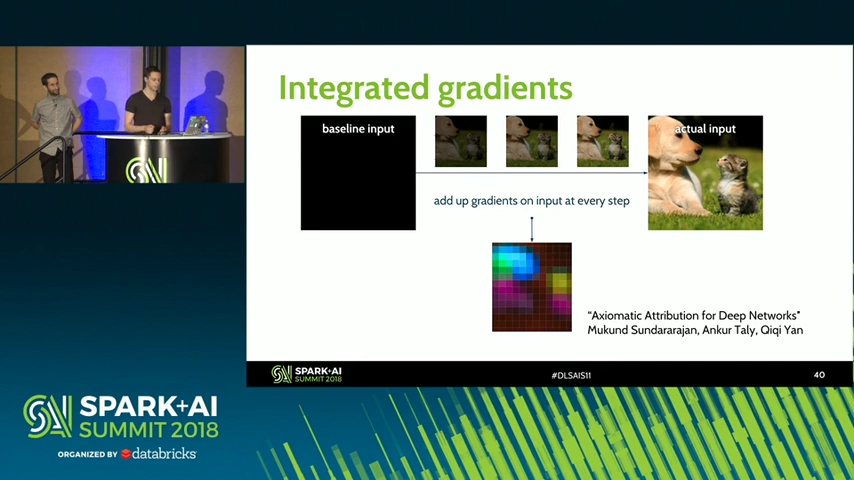 Integrated gradients
baseline input
actual input
add up gradients on input at every step
"Axiomatic Attribution for Deep Networks"
Mukund Sundararajan, Ankur Taly, Qiqi Yan
SPARK+AI
SUMMIT 2018
#DLSAIS11
40
SPARK+AI
SUMMIT 2018
ORGANIZED BY databricks